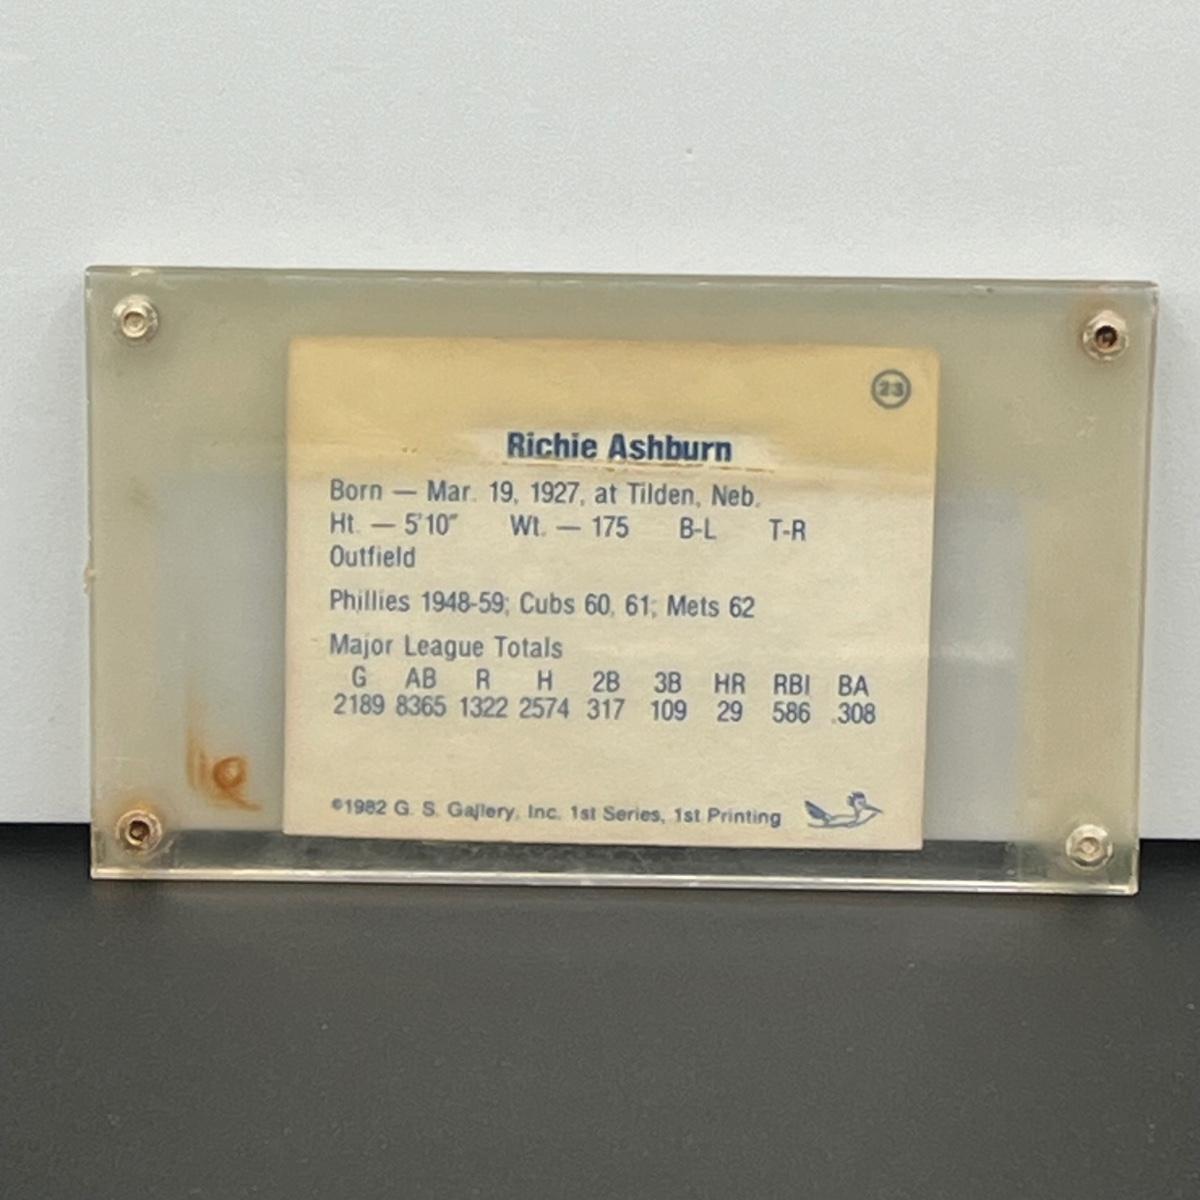 23
Richie Ashburn
Born — Mar. 19, 1927, at Tilden, Neb.
Ht. — 5'10" Wt. — 175 B-L T-R
Outfield
Phillies 1948-59; Cubs 60, 61; Mets 62
Major League Totals
G AB R H 2B 3B HR RBI BA
2189 8365 1322 2574 317 109 29 586 .308
©1982 G. S. Gallery, Inc. 1st Series, 1st Printing